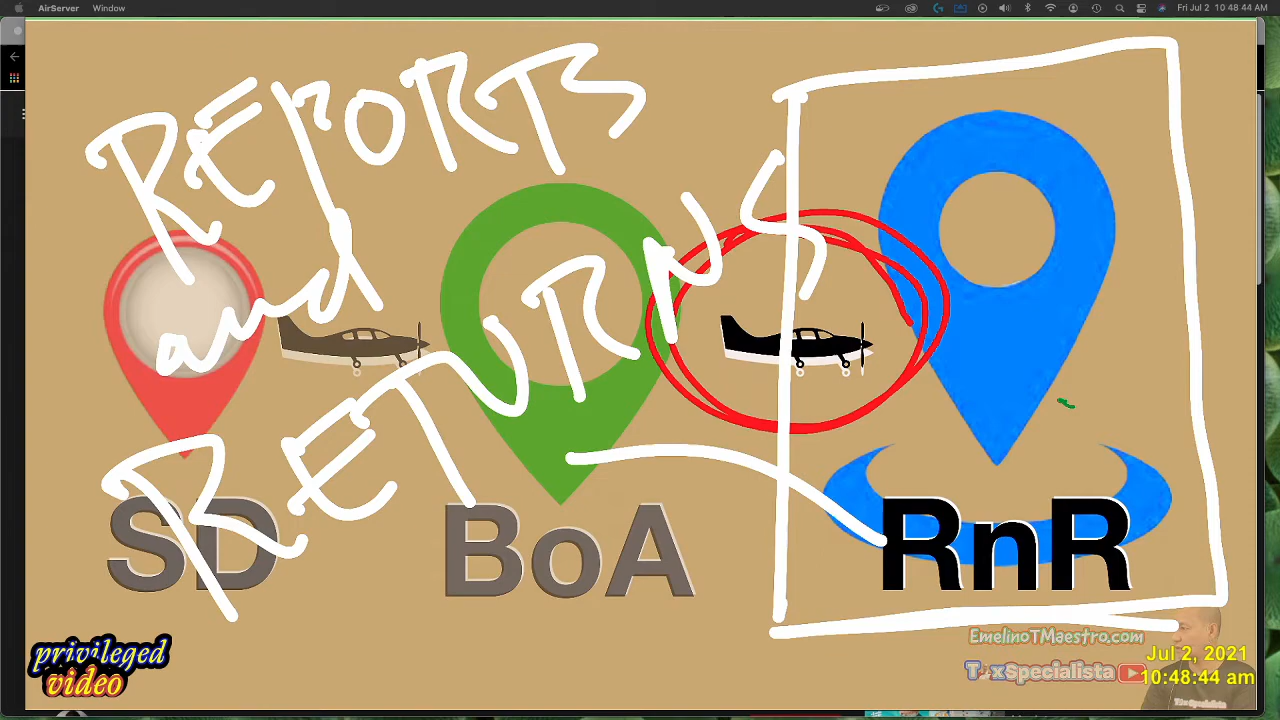 AirServer Window Fri Jul 2 10:48:44 AM
REPORTS
and
RETURNS
SD BoA RnR
EmelinoTMaestro.com
privileged
video
Jul 2, 2021
TaxSpecialista
10:48:44 am
TaxSpecialista